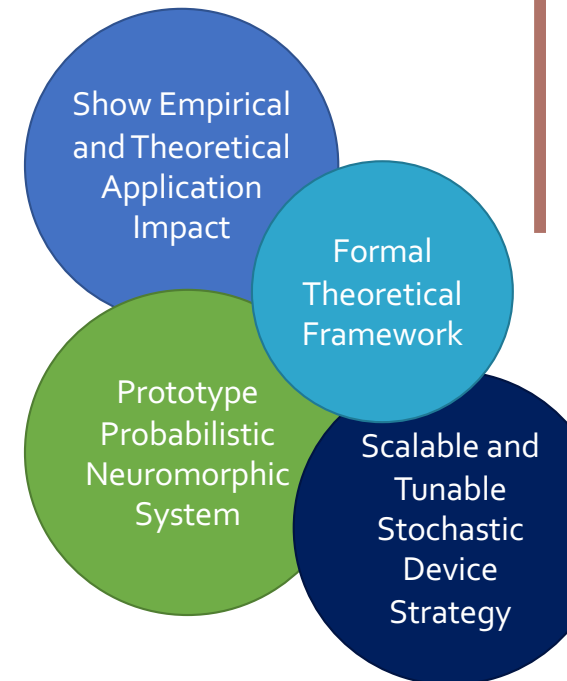 Show Empirical
and Theoretical
Application
Impact
Formal
Theoretical
Framework
Prototype
Probabilistic
Neuromorphic
System
Scalable and
Tunable
Stochastic
Device
Strategy